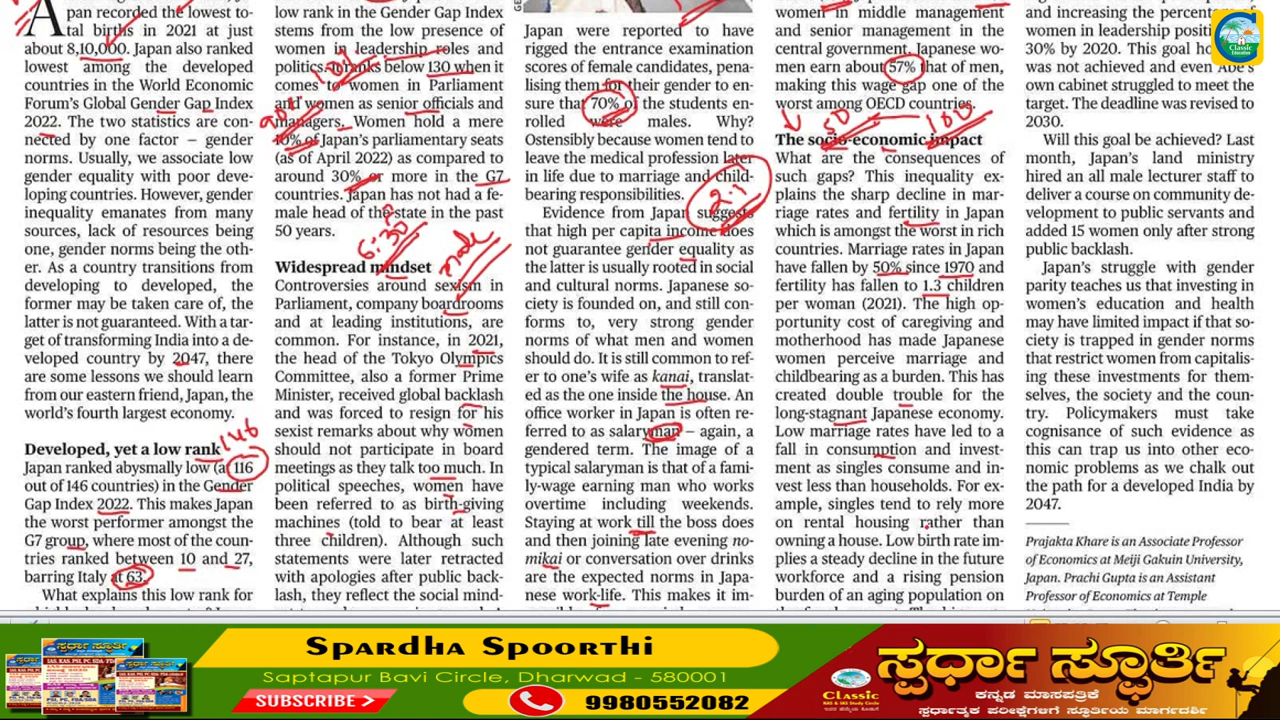 pan recorded the lowest to-
tal births in 2021 at just
about 8,10,000. Japan also ranked
lowest among the developed
countries in the World Economic
Forum's Global Gender Gap Index
2022. The two statistics are con-
nected by one factor – gender
norms. Usually, we associate low
gender equality with poor deve-
loping countries. However, gender
inequality emanates from many
sources, lack of resources being
one, gender norms being the oth-
er. As a country transitions from
developing to developed, the
former may be taken care of, the
latter is not guaranteed. With a tar-
get of transforming India into a de-
veloped country by 2047, there
are some lessons we should learn
from our eastern friend, Japan, the
world's fourth largest economy.
Developed, yet a low rank
146
Japan ranked abysmally low (a 116
out of 146 countries) in the Gender
Gap Index 2022. This makes Japan
the worst performer amongst the
G7 group, where most of the coun-
tries ranked between 10 and 27,
barring Italy at 63.
What explains this low rank for
low rank in the Gender Gap Index
stems from the low presence of
women in leadership roles and
politics. It ranks below 130 when it
comes to women in Parliament
and women as senior officials and
managers. Women hold a mere
10% of Japan's parliamentary seats
(as of April 2022) as compared to
around 30% or more in the G7
countries. Japan has not had a fe-
male head of the state in the past
50 years.
6:30
male
Widespread mindset
Controversies around sexism in
Parliament, company boardrooms
and at leading institutions, are
common. For instance, in 2021,
the head of the Tokyo Olympics
Committee, also a former Prime
Minister, received global backlash
and was forced to resign for his
sexist remarks about why women
should not participate in board
meetings as they talk too much. In
political speeches, women have
been referred to as birth-giving
machines (told to bear at least
three children). Although such
statements were later retracted
with apologies after public back-
lash, they reflect the social mind-
Japan were reported to have
rigged the entrance examination
scores of female candidates, pena-
lising them for their gender to en-
sure that 70% of the students en-
rolled were males. Why?
Ostensibly because women tend to
leave the medical profession later
in life due to marriage and child-
bearing responsibilities.
2.1
Evidence from Japan suggests
that high per capita income does
not guarantee gender equality as
the latter is usually rooted in social
and cultural norms. Japanese so-
ciety is founded on, and still con-
forms to, very strong gender
norms of what men and women
should do. It is still common to ref-
er to one's wife as kanai, translat-
ed as the one inside the house. An
office worker in Japan is often re-
ferred to as salaryman – again, a
gendered term. The image of a
typical salaryman is that of a fami-
ly-wage earning man who works
overtime including weekends.
Staying at work till the boss does
and then joining late evening no-
mikai or conversation over drinks
are the expected norms in Japa-
nese work-life. This makes it im-
women in middle management
and senior management in the
central government. Japanese wo-
men earn about 57% that of men,
making this wage gap one of the
worst among OECD countries.
50
100
The socio-economic impact
What are the consequences of
such gaps? This inequality ex-
plains the sharp decline in mar-
riage rates and fertility in Japan
which is amongst the worst in rich
countries. Marriage rates in Japan
have fallen by 50% since 1970 and
fertility has fallen to 1.3 children
per woman (2021). The high op-
portunity cost of caregiving and
motherhood has made Japanese
women perceive marriage and
childbearing as a burden. This has
created double trouble for the
long-stagnant Japanese economy.
Low marriage rates have led to a
fall in consumption and invest-
ment as singles consume and in-
vest less than households. For ex-
ample, singles tend to rely more
on rental housing rather than
owning a house. Low birth rate im-
plies a steady decline in the future
workforce and a rising pension
burden of an aging population on
and increasing the percentage of
women in leadership positions to
30% by 2020. This goal however
was not achieved and even Abe's
own cabinet struggled to meet the
target. The deadline was revised to
2030.
Will this goal be achieved? Last
month, Japan's land ministry
hired an all male lecturer staff to
deliver a course on community de-
velopment to public servants and
added 15 women only after strong
public backlash.
Japan's struggle with gender
parity teaches us that investing in
women's education and health
may have limited impact if that so-
ciety is trapped in gender norms
that restrict women from capitalis-
ing these investments for them-
selves, the society and the coun-
try. Policymakers must take
cognisance of such evidence as
this can trap us into other eco-
nomic problems as we chalk out
the path for a developed India by
2047.
Prajakta Khare is an Associate Professor
of Economics at Meiji Gakuin University,
Japan. Prachi Gupta is an Assistant
Professor of Economics at Temple
Classic
Education
SPARDHA SPOORTHI
Saptapur Bavi Circle, Dharwad - 580001
SUBSCRIBE
9980552082
ಸ್ಪರ್ಧಾ ಸ್ಫೂರ್ತಿ
ಕನ್ನಡ ಮಾಸಪತ್ರಿಕೆ
ಸ್ಪರ್ಧಾತ್ಮಕ ಪರೀಕ್ಷೆಗಳಿಗೆ ಸ್ಫೂರ್ತಿಯ ಮಾರ್ಗದರ್ಶಿ
Classic
KAS & IAS Study Circle